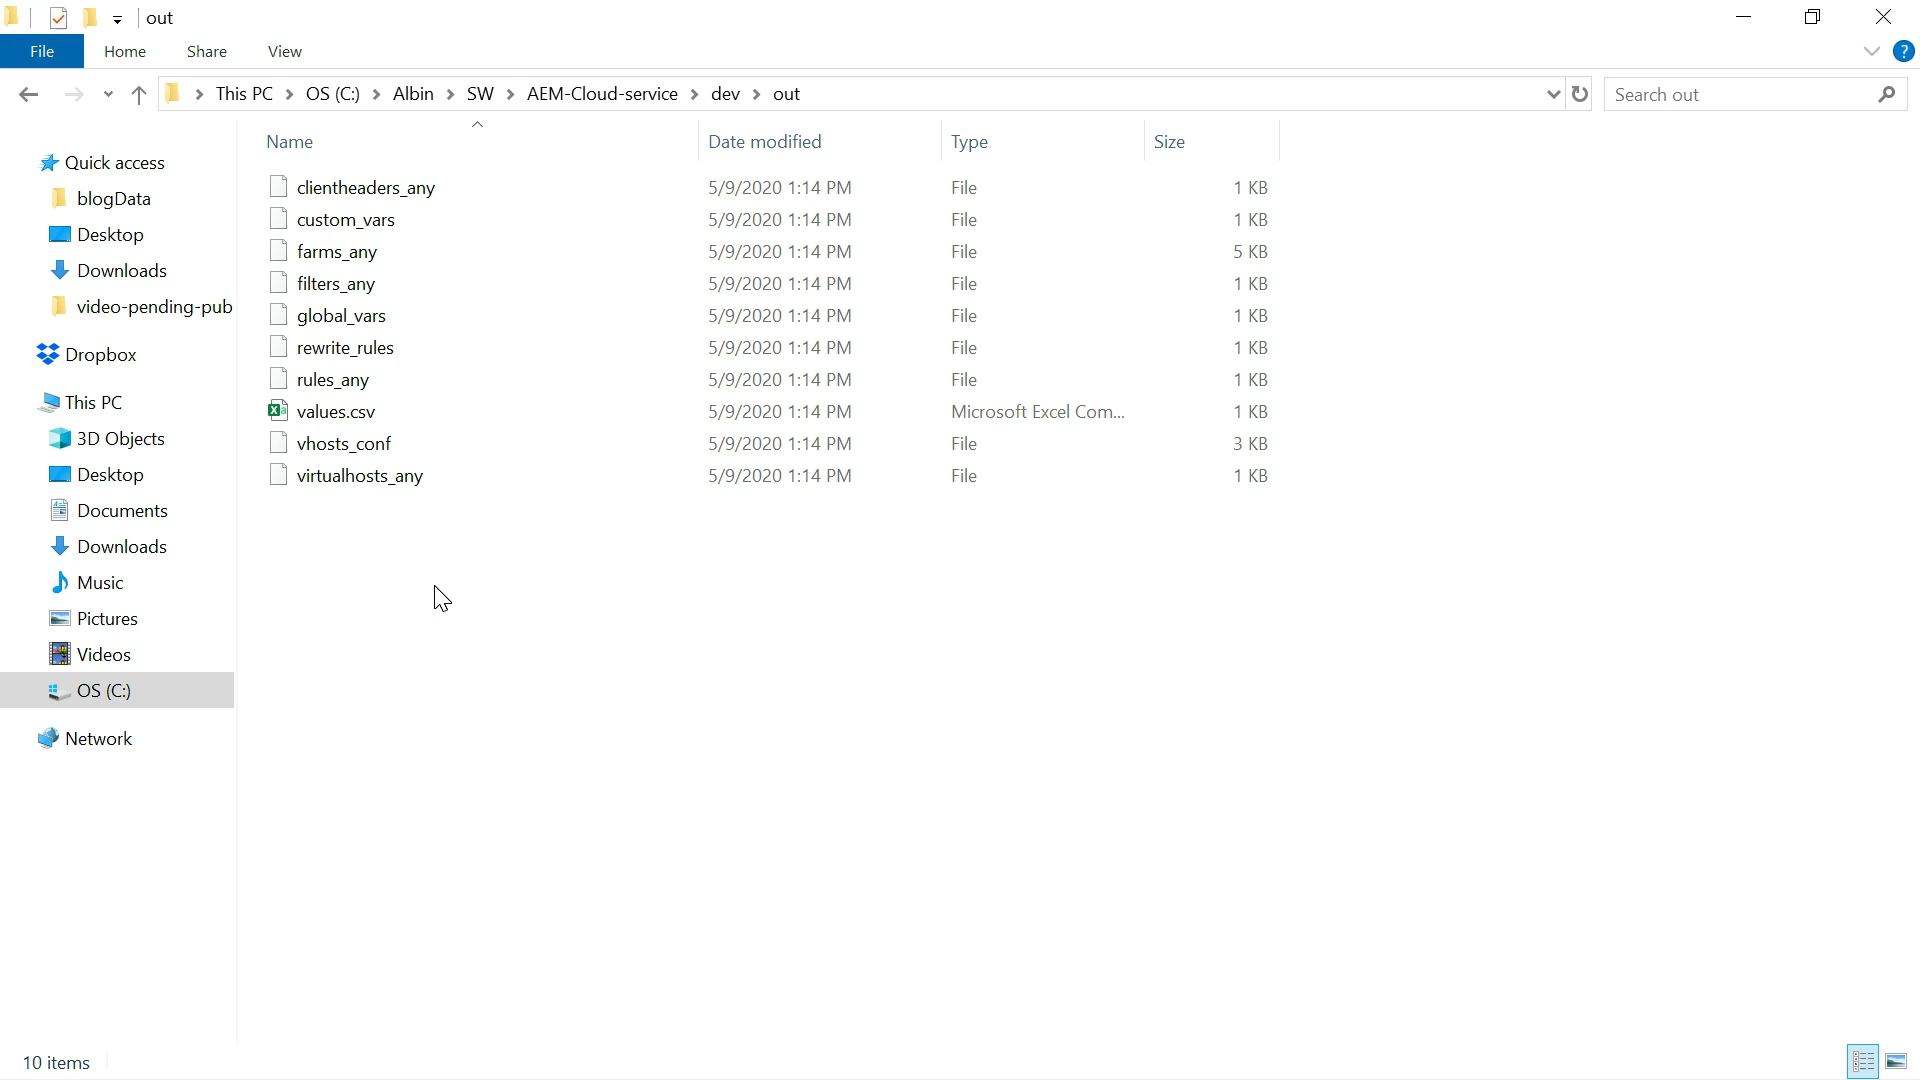 out
File Home Share View ?
This PC OS (C:) Albin SW AEM-Cloud-service dev out Search out
Name Date modified Type Size
Quick access
blogData
Desktop
Downloads
video-pending-pub
Dropbox
This PC
3D Objects
Desktop
Documents
Downloads
Music
Pictures
Videos
OS (C:)
Network
clientheaders_any 5/9/2020 1:14 PM File 1 KB
custom_vars 5/9/2020 1:14 PM File 1 KB
farms_any 5/9/2020 1:14 PM File 5 KB
filters_any 5/9/2020 1:14 PM File 1 KB
global_vars 5/9/2020 1:14 PM File 1 KB
rewrite_rules 5/9/2020 1:14 PM File 1 KB
rules_any 5/9/2020 1:14 PM File 1 KB
values.csv 5/9/2020 1:14 PM Microsoft Excel Com... 1 KB
vhosts_conf 5/9/2020 1:14 PM File 3 KB
virtualhosts_any 5/9/2020 1:14 PM File 1 KB
10 items